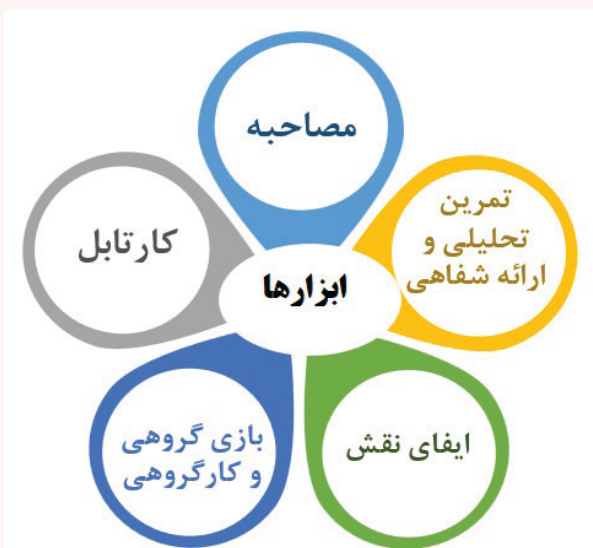 مصاحبه
تمرین
تحلیلی و
ارائه شفاهی
کارتابل
ابزارها
بازی گروهی
و کارگروهی
ایفای نقش